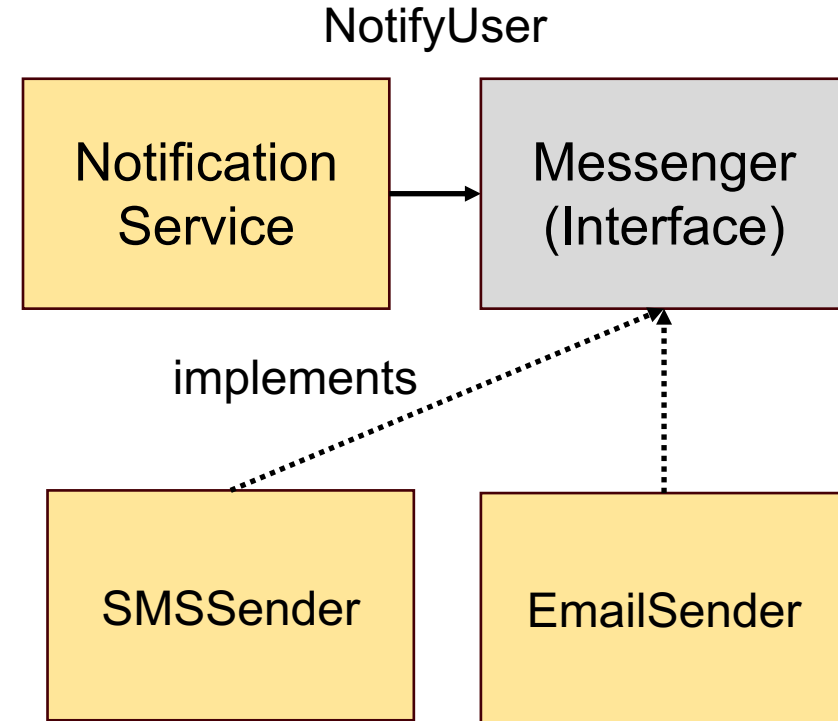 NotifyUser
Notification
Service
Messenger
(Interface)
implements
SMSSender
EmailSender